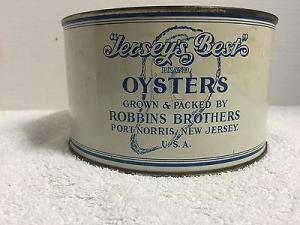 "Jersey's Best"
BRAND
OYSTERS
GROWN & PACKED BY
ROBBINS BROTHERS
PORT NORRIS, NEW JERSEY.
U.S.A.